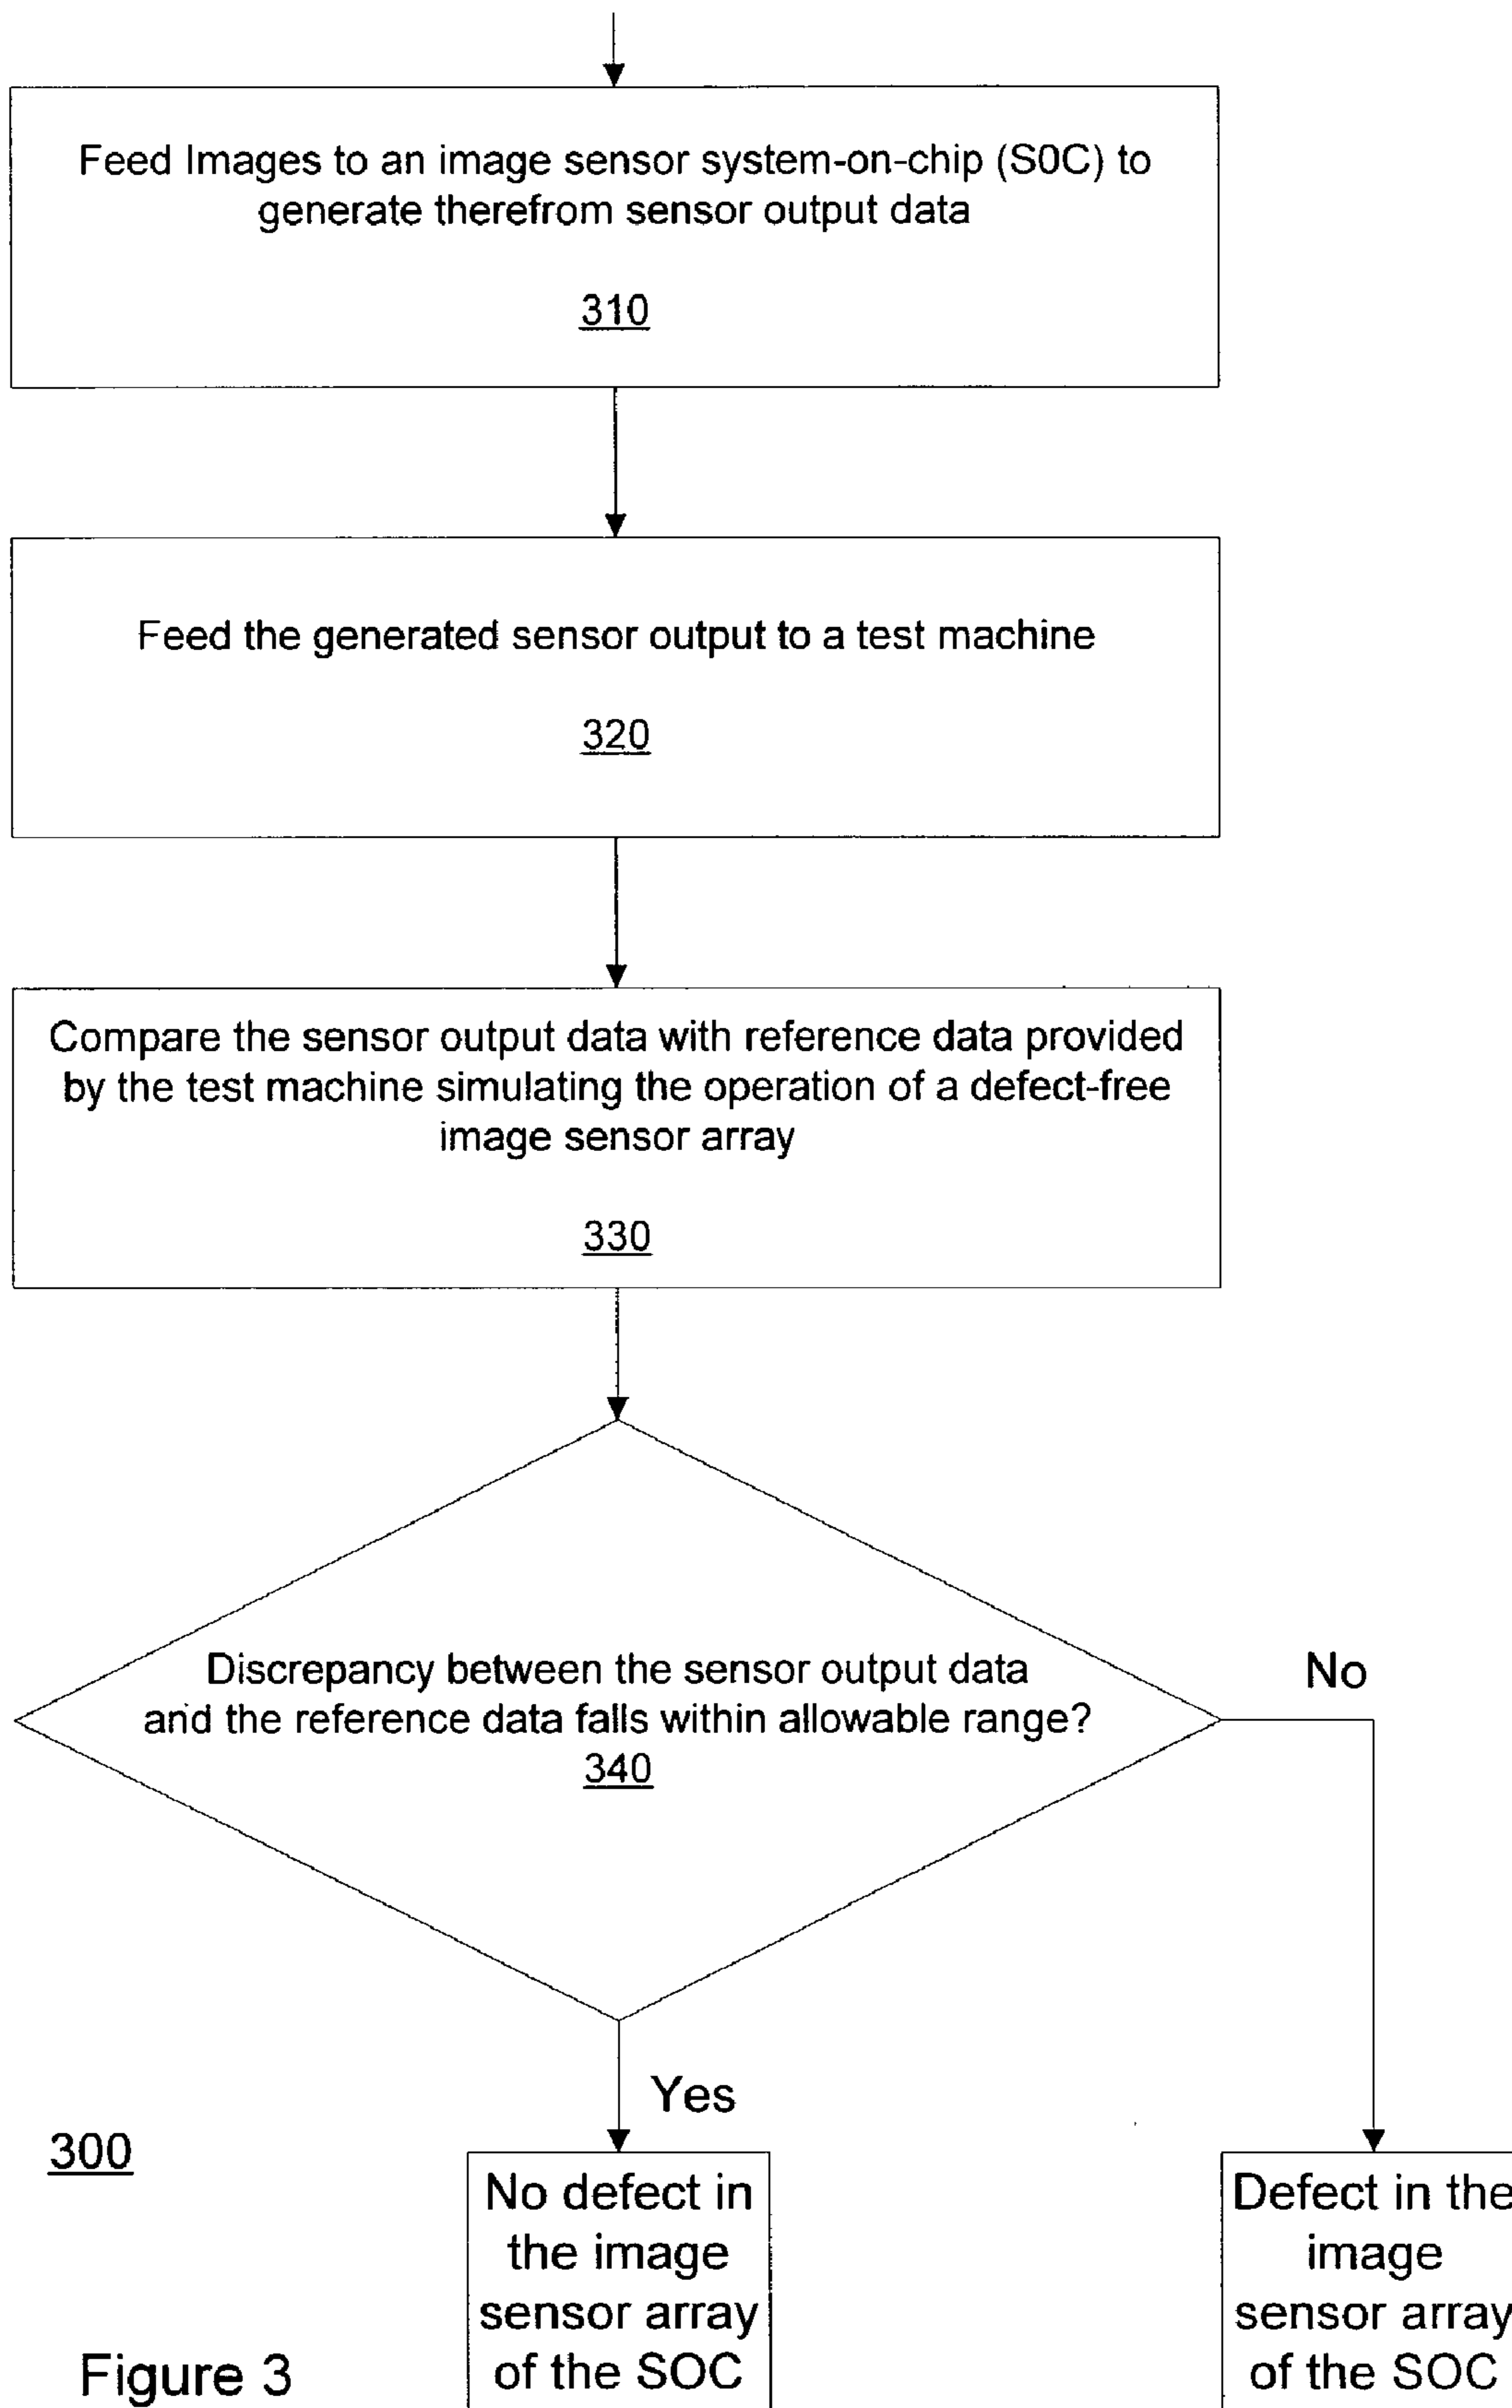 Feed Images to an image sensor system-on-chip (S0C) to
generate therefrom sensor output data
310
Feed the generated sensor output to a test machine
320
Compare the sensor output data with reference data provided
by the test machine simulating the operation of a defect-free
image sensor array
330
Discrepancy between the sensor output data
and the reference data falls within allowable range?
340
No
Yes
300
No defect in
the image
sensor array
of the SOC
Defect in the
image
sensor array
of the SOC
Figure 3